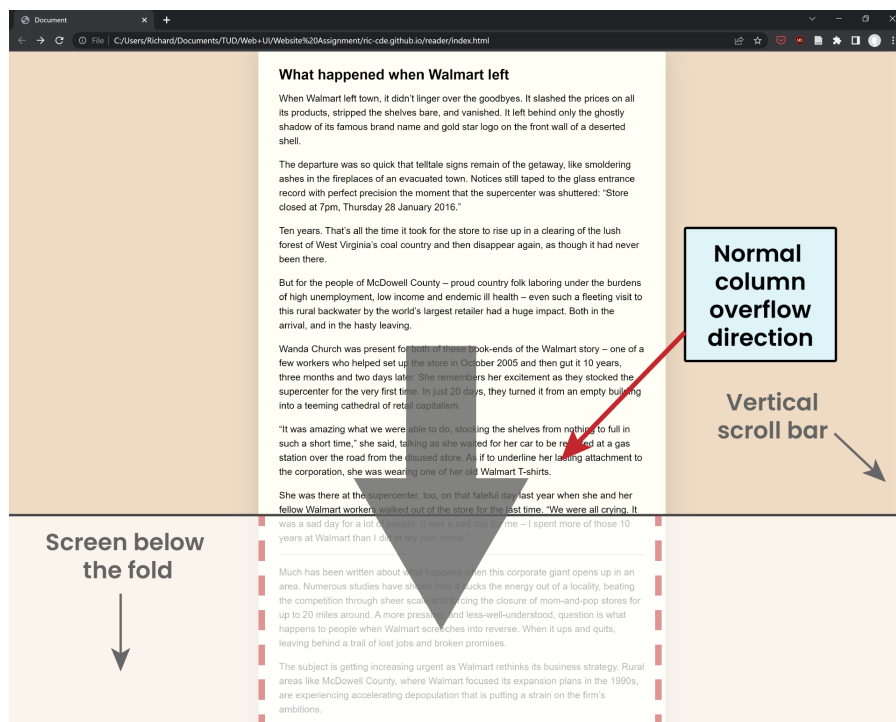 Document
File C:/Users/Richard/Documents/TUD/Web+UI/Website%20Assignment/ric-cde.github.io/reader/index.html
What happened when Walmart left
When Walmart left town, it didn't linger over the goodbyes. It slashed the prices on all
its products, stripped the shelves bare, and vanished. It left behind only the ghostly
shadow of its famous brand name and gold star logo on the front wall of a deserted
shell.
The departure was so quick that telltale signs remain of the getaway, like smoldering
ashes in the fireplaces of an evacuated town. Notices still taped to the glass entrance
record with perfect precision the moment that the supercenter was shuttered: “Store
closed at 7pm, Thursday 28 January 2016.”
Ten years. That's all the time it took for the store to rise up in a clearing of the lush
forest of West Virginia's coal country and then disappear again, as though it had never
been there.
But for the people of McDowell County – proud country folk laboring under the burdens
of high unemployment, low income and endemic ill health – even such a fleeting visit to
this rural backwater by the world's largest retailer had a huge impact. Both in the
arrival, and in the hasty leaving.
Wanda Church was present for both of these book-ends of the Walmart story – one of a
few workers who helped set up the store in October 2005 and then gut it 10 years,
three months and two days later. She remembers her excitement as they stocked the
supercenter for the very first time. In just 20 days, they turned it from an empty building
into a teeming cathedral of retail capitalism.
“It was amazing what we were able to do, stocking the shelves from nothing to full in
such a short time,” she said, talking as she waited for her car to be repaired at a gas
station over the road from the disused store. As if to underline her lasting attachment to
the corporation, she was wearing one of her old Walmart T-shirts.
She was there at the supercenter, too, on that fateful day last year when she and her
fellow Walmart workers walked out of the store for the last time. “We were all crying. It
was a sad day for a lot of people. It was a sad day for me – I spent more of those 10
years at Walmart than I did at my own home.”
Much has been written about what happens when this corporate giant opens up in an
area. Numerous studies have shown how it sucks the energy out of a locality, beating
the competition through sheer scale and forcing the closure of mom-and-pop stores for
up to 20 miles around. A more pressing, and less-well-understood, question is what
happens to people when Walmart screeches into reverse. When it ups and quits,
leaving behind a trail of lost jobs and broken promises.
The subject is getting increasing urgent as Walmart rethinks its business strategy. Rural
areas like McDowell County, where Walmart focused its expansion plans in the 1990s,
are experiencing accelerating depopulation that is putting a strain on the firm's
ambitions.
Normal
column
overflow
direction
Vertical
scroll bar
Screen below
the fold